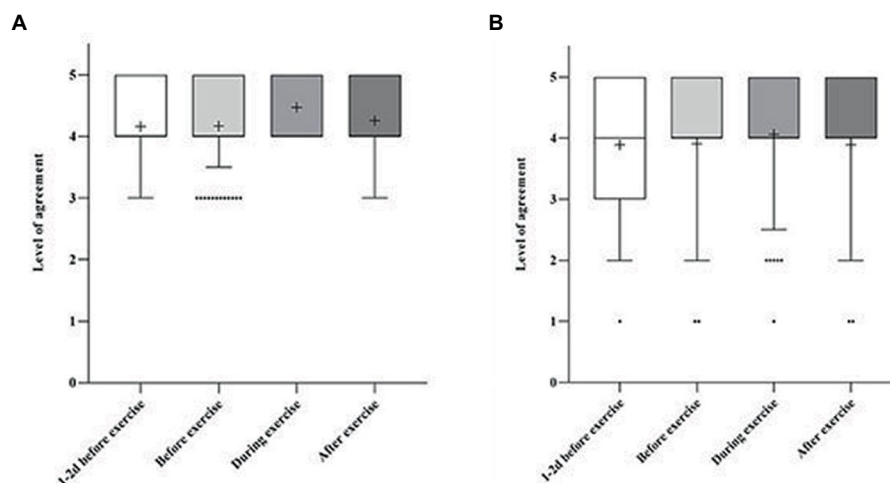 A
Level of agreement
5
4
3
2
1
0
1-2d before exercise
Before exercise
During exercise
After exercise
B
Level of agreement
5
4
3
2
1
0
1-2d before exercise
Before exercise
During exercise
After exercise